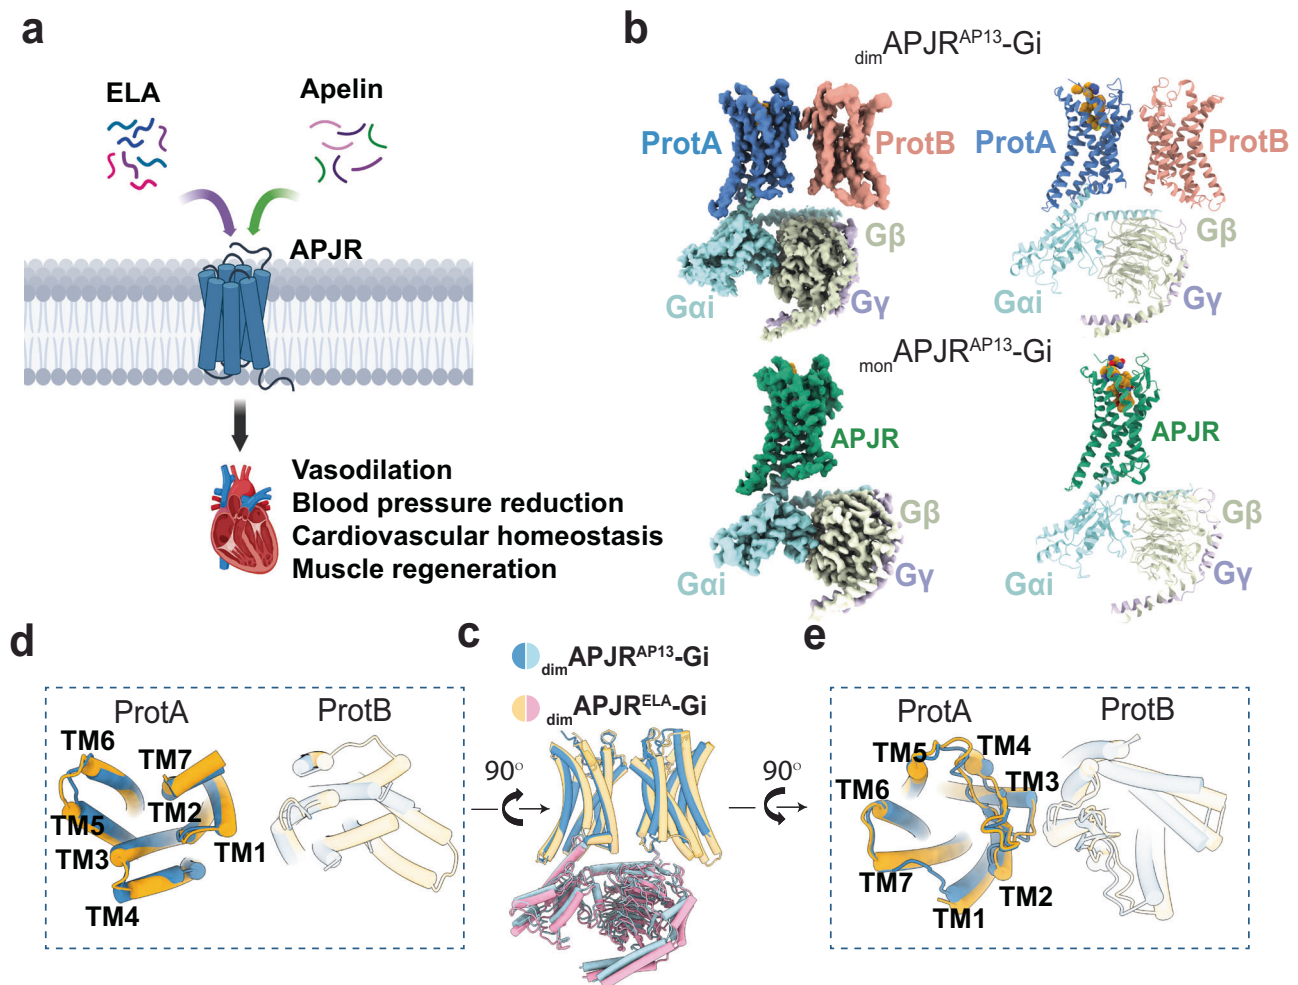 a
ELA
Apelin
APJR
Vasodilation
Blood pressure reduction
Cardiovascular homeostasis
Muscle regeneration
b
dimAPJRAP13-Gi
ProtA
ProtB
Gαi
Gβ
Gγ
ProtA
ProtB
Gαi
Gβ
Gγ
monAPJRAP13-Gi
APJR
Gαi
Gβ
Gγ
APJR
Gαi
Gβ
Gγ
d
ProtA
ProtB
TM6
TM7
TM5
TM2
TM3
TM1
TM4
c
dimAPJRAP13-Gi
dimAPJRELA-Gi
90°
90°
e
ProtA
ProtB
TM5
TM4
TM6
TM3
TM7
TM2
TM1